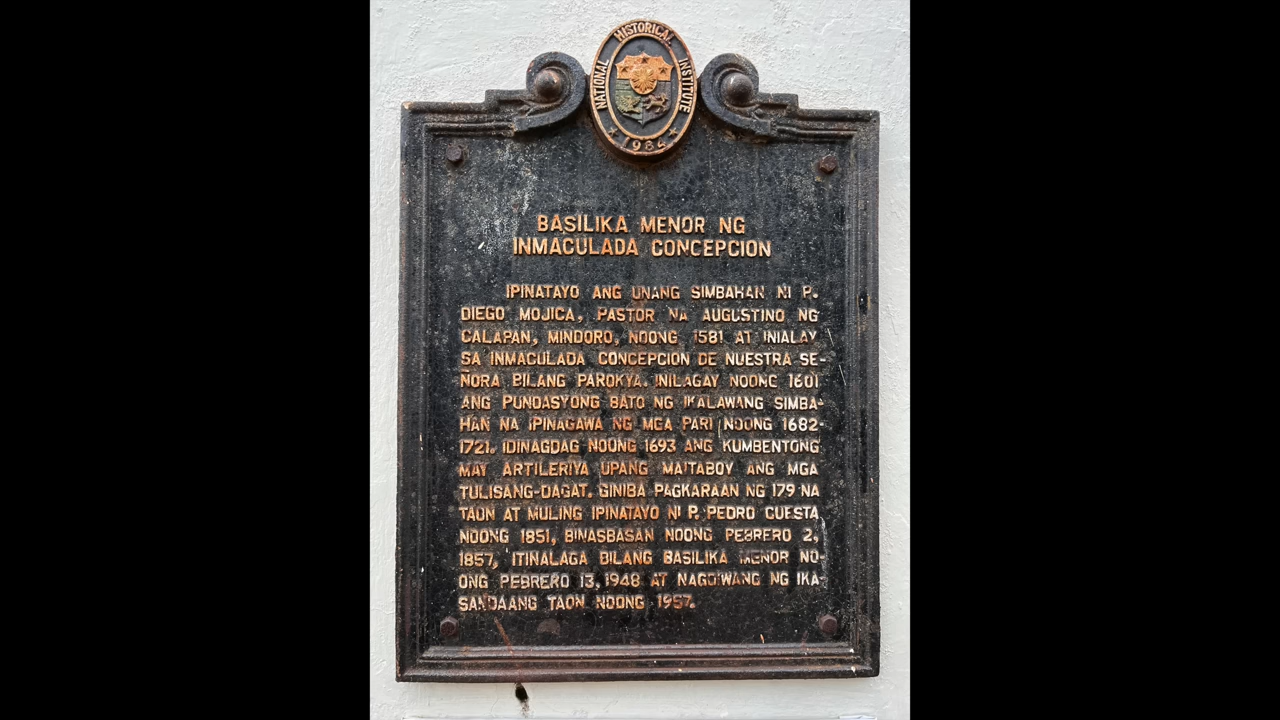 NATIONAL HISTORICAL INSTITUTE
1984
BASILIKA MENOR NG
INMACULADA CONCEPCION
IPINATAYO ANG UNANG SIMBAHAN NI P.
DIEGO MOJICA, PASTOR NA AUGUSTINO NG
CALAPAN, MINDORO, NOONG 1581 AT INIALAY
SA INMACULADA CONCEPCION DE NUESTRA SE-
ÑORA BILANG PAROKYA. INILAGAY NOONG 1601
ANG PUNDASYONG BATO NG IKALAWANG SIMBA-
HAN NA IPINAGAWA NG MGA PARI NOONG 1682-
1721. IDINAGDAG NOONG 1693 ANG KUMBENTONG
MAY ARTILERIYA UPANG MAITABOY ANG MGA
TULISANG-DAGAT. GINIBA PAGKARAAN NG 179 NA
TAON AT MULING IPINATAYO NI P. PEDRO CUESTA
NOONG 1851, BINASBASAN NOONG PEBRERO 2,
1857, ITINALAGA BILANG BASILIKA MENOR NO-
ONG PEBRERO 13, 1948 AT NAGDIWANG NG IKA-
SANDAANG TAON NOONG 1957.